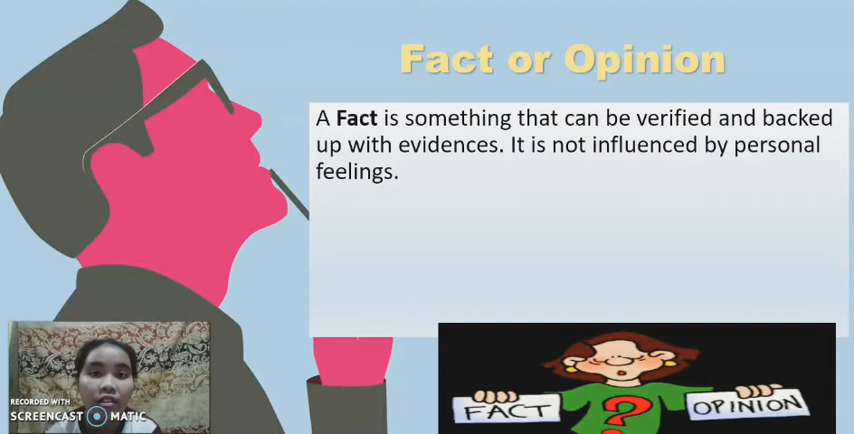 Fact or Opinion
A Fact is something that can be verified and backed
up with evidences. It is not influenced by personal
feelings.
RECORDED WITH
SCREENCAST MATIC
FACT
?
OPINION